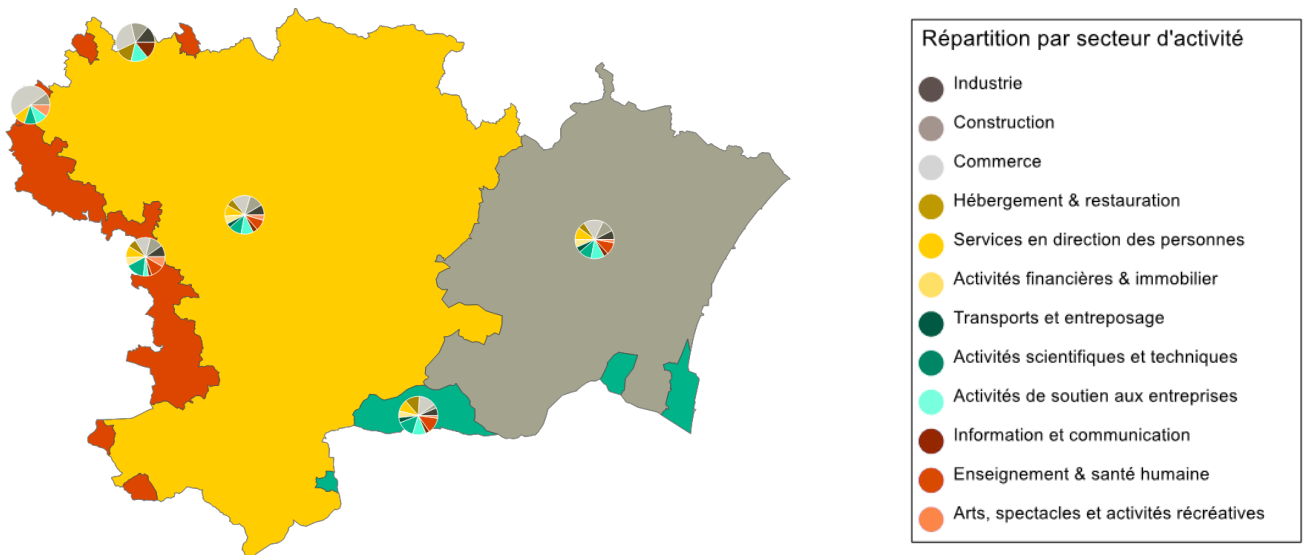 Répartition par secteur d'activité
Industrie
Construction
Commerce
Hébergement & restauration
Services en direction des personnes
Activités financières & immobilier
Transports et entreposage
Activités scientifiques et techniques
Activités de soutien aux entreprises
Information et communication
Enseignement & santé humaine
Arts, spectacles et activités récréatives